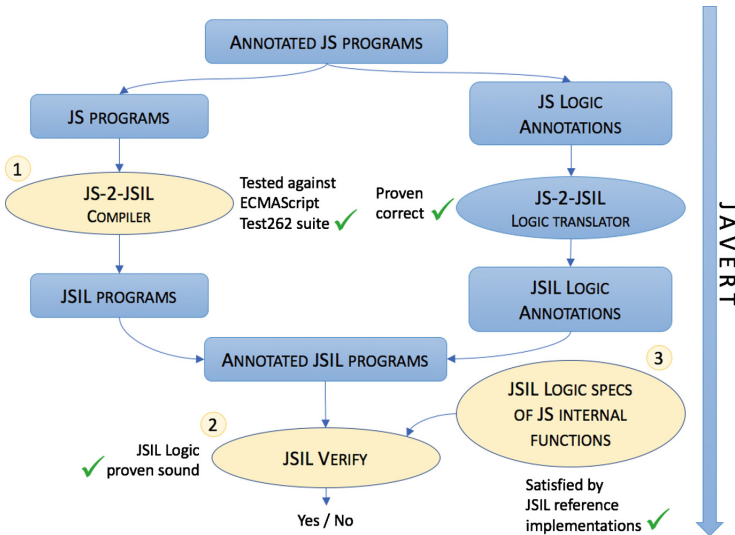 ANNOTATED JS PROGRAMS
JS PROGRAMS
JS LOGIC
ANNOTATIONS
1
JS-2-JSIL
COMPILER
Tested against
ECMAScript
Test262 suite ✓
Proven
correct ✓
JS-2-JSIL
LOGIC TRANSLATOR
JSIL PROGRAMS
JSIL LOGIC
ANNOTATIONS
ANNOTATED JSIL PROGRAMS
3
JSIL LOGIC SPECS
OF JS INTERNAL
FUNCTIONS
2
JSIL VERIFY
JSIL Logic
✓ proven sound
Satisfied by
JSIL reference
implementations ✓
Yes / No
JAVERT